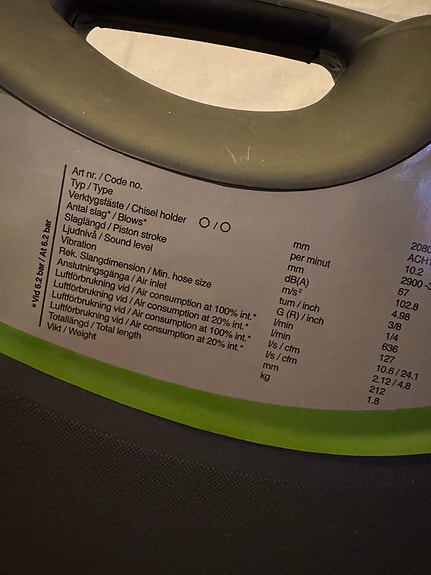 Art nr. / Code no. 2080
Typ / Type ACH1
Verktygsfäste / Chisel holder ○ / ○ mm 10.2
Antal slag* / Blows* per minut 2900 -3
Slaglängd / Piston stroke mm 67
Ljudnivå / Sound level dB(A) 102.8
Vibration m/s² 4.98
Rek. Slangdimension / Min. hose size tum / inch 3/8
Anslutningsgänga / Air inlet G (R) / inch 1/4
Luftförbrukning vid / Air consumption at 100% int.* l/min 636
Luftförbrukning vid / Air consumption at 20% int.* l/min 127
Luftförbrukning vid / Air consumption at 100% int.* l/s / cfm 10.6 / 24.1
Luftförbrukning vid / Air consumption at 20% int.* l/s / cfm 2.12 / 4.8
Totallängd / Total length mm 212
Vikt / Weight kg 1.8
* Vid 6.2 bar / At 6.2 bar